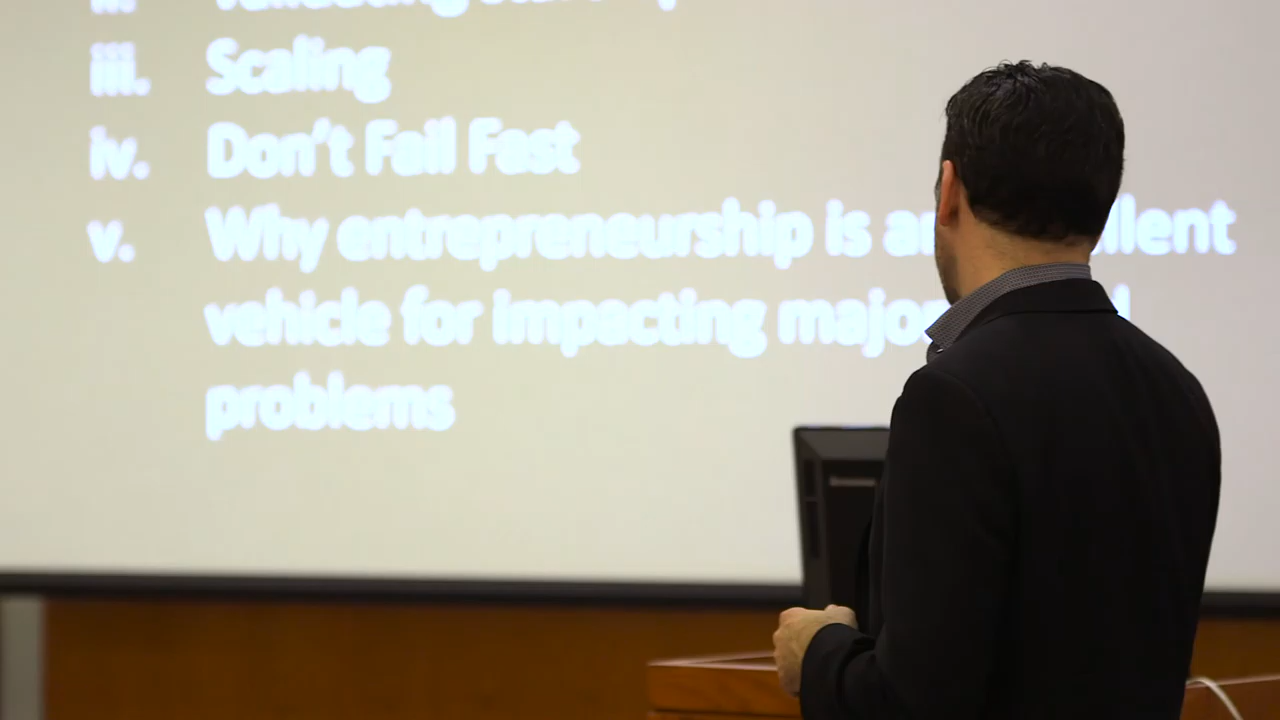 iii. Scaling
iv. Don't Fail Fast
v. Why entrepreneurship is an
vehicle for impacting major
problems